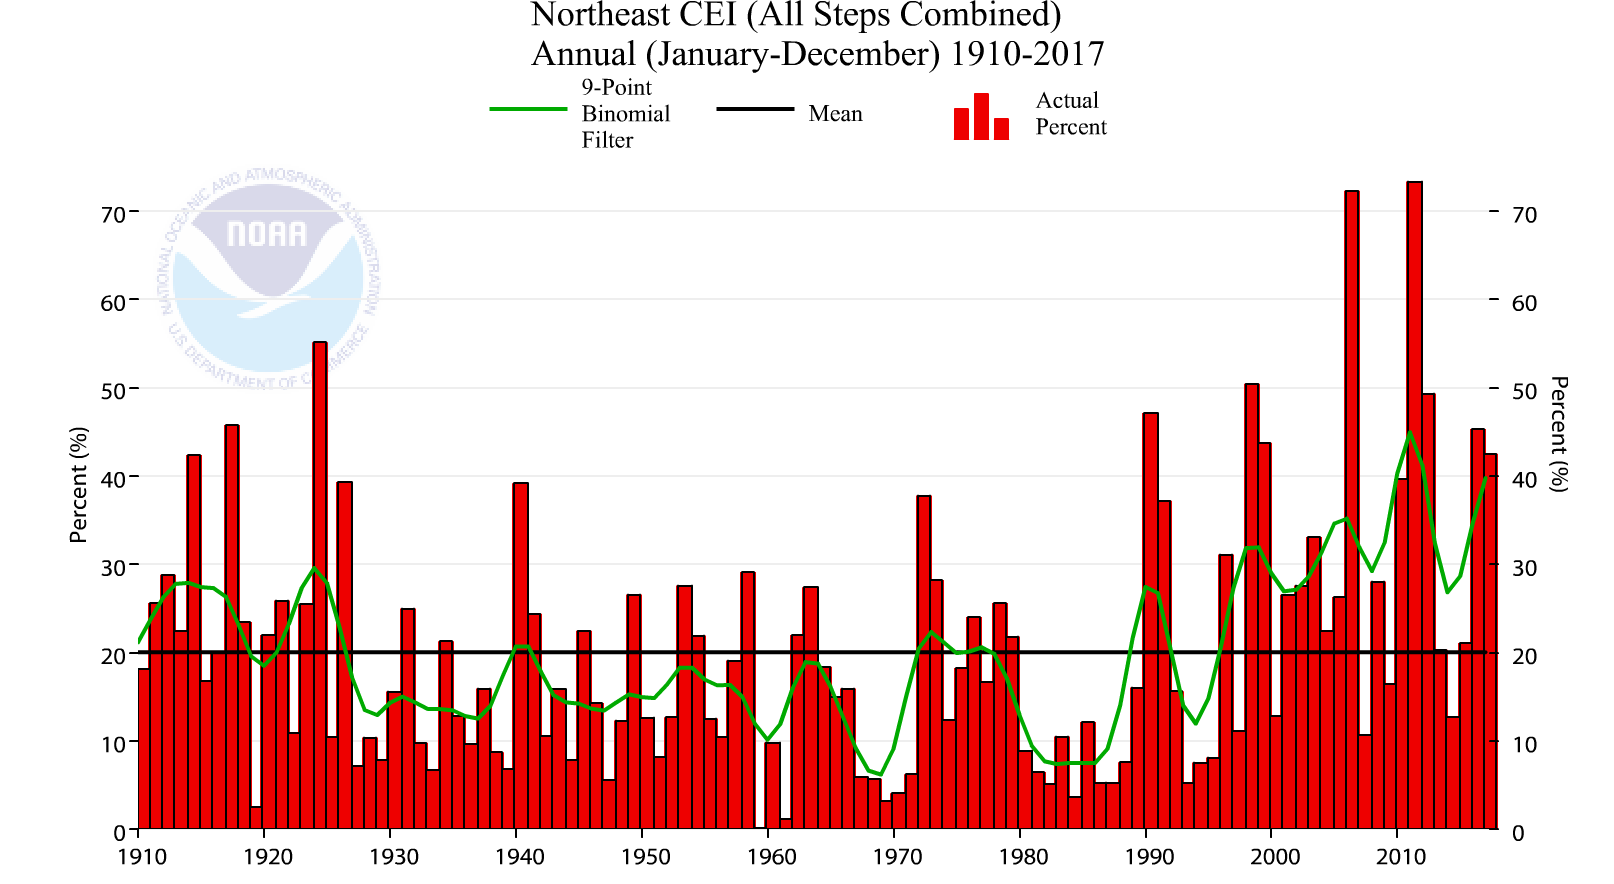 Northeast CEI (All Steps Combined)
Annual (January-December) 1910-2017
9-Point
Binomial
Filter
Mean
Actual
Percent
NATIONAL OCEANIC AND ATMOSPHERIC ADMINISTRATION
NOAA
U.S DEPARTMENT OF COMMERCE
Percent (%)
70
60
50
40
30
20
10
0
70
60
50
40
30
20
10
0
Percent (%)
1910 1920 1930 1940 1950 1960 1970 1980 1990 2000 2010